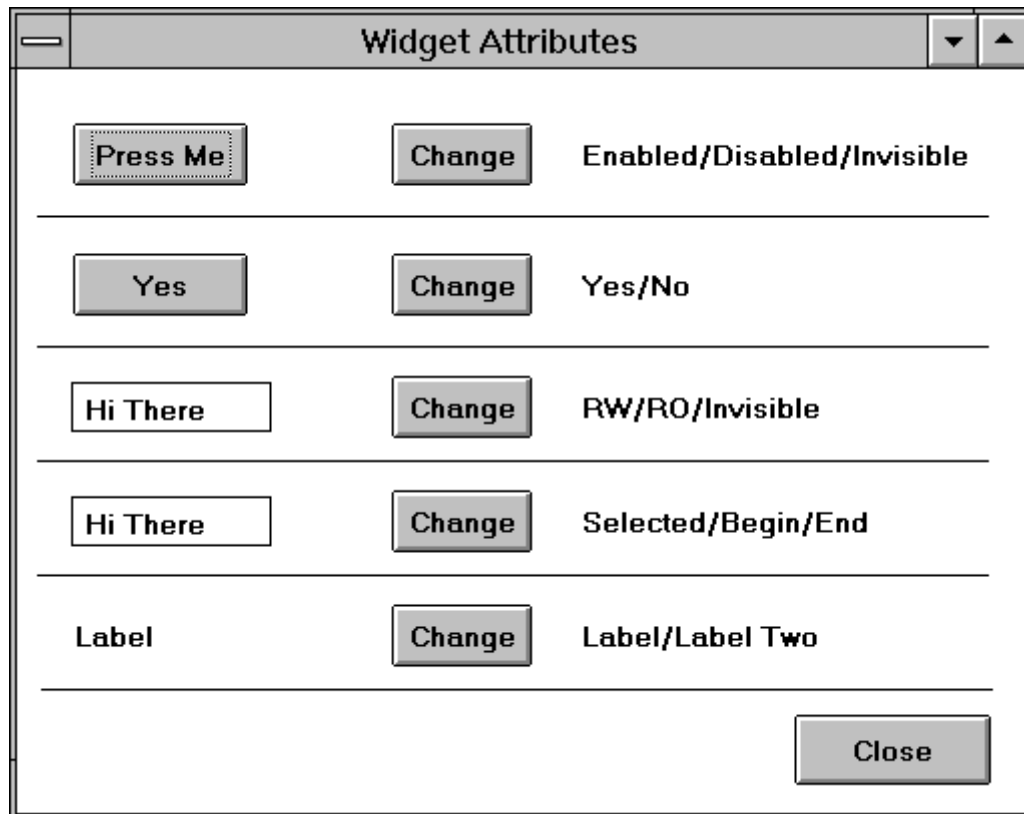 Widget Attributes
Press Me Change Enabled/Disabled/Invisible
Yes Change Yes/No
Hi There Change RW/RO/Invisible
Hi There Change Selected/Begin/End
Label Change Label/Label Two
Close